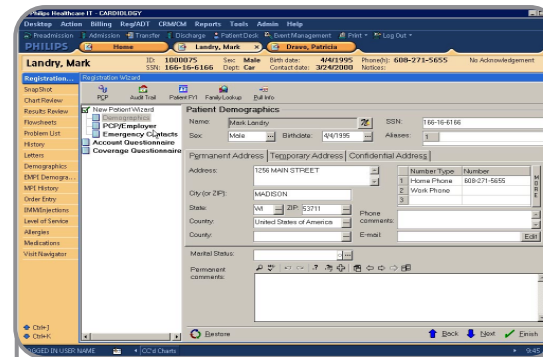 Philips Healthcare IT - CARDIOLOGY
Desktop Action Billing Reg/ADT CRM/CM Reports Tools Admin Help
Preadmission Admission Transfer Discharge Patient Desk Event Management Print Log Out
PHILIPS Home Landry, Mark × Dravo, Patricia
Landry, Mark
ID: 1000075 Sex: Male Birth date: 4/4/1995 Phone(h): 608-271-5655 No Acknowledgement
SSN: 166-16-6166 Dept: Car Contact date: 3/24/2000 Notices:
Registration...
SnapShot
Chart Review
Results Review
Flowsheets
Problem List
History
Letters
Demographics
EMPI Demogra...
MPI History
Order Entry
IMM/Injections
Level of Service
Allergies
Medications
Visit Navigator
Ctrl+J
Ctrl+K
Registration Wizard
PCP Audit Trail Patient FYI Family Lookup Pull Info
New Patient Wizard
Demographics
PCP/Employer
Emergency Contacts
Account Questionnaire
Coverage Questionnaire
Patient Demographics
Name: Mark Landry SSN: 166-16-6166
Sex: Male Birthdate: 4/4/1995 Aliases: 1
Permanent Address Temporary Address Confidential Address
Address: 1256 MAIN STREET
City (or ZIP): MADISON
State: WI ZIP: 53711
Country: United States of America
County:
Number Type Number
1 Home Phone 608-271-5655
2 Work Phone
3
MORE
Phone comments:
E-mail: Edit
Marital Status:
Permanent comments:
Restore Back Next Finish
LOGGED IN USER NAME CC'd Charts 9:45